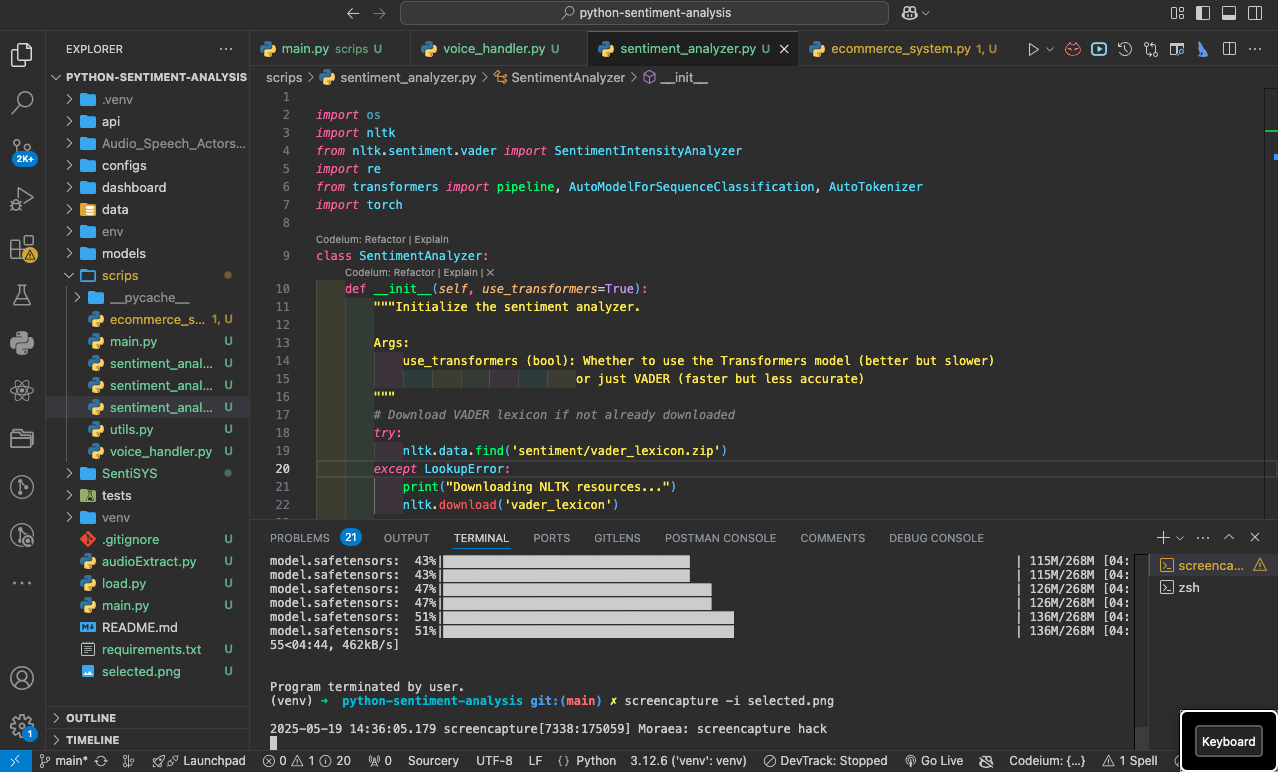 python-sentiment-analysis
EXPLORER
PYTHON-SENTIMENT-ANALYSIS
.venv
api
Audio_Speech_Actors...
configs
dashboard
data
env
models
scrips
__pycache__
ecommerce_s... 1, U
main.py U
sentiment_anal... U
sentiment_anal... U
sentiment_anal... U
utils.py U
voice_handler.py U
SentiSYS
tests
venv
.gitignore U
audioExtract.py U
load.py U
main.py U
README.md
requirements.txt U
selected.png U
OUTLINE
TIMELINE
2K+
1
main.py scrips U
voice_handler.py U
sentiment_analyzer.py U
ecommerce_system.py 1, U
scrips > sentiment_analyzer.py > SentimentAnalyzer > __init__
1
2 import os
3 import nltk
4 from nltk.sentiment.vader import SentimentIntensityAnalyzer
5 import re
6 from transformers import pipeline, AutoModelForSequenceClassification, AutoTokenizer
7 import torch
8
Codeium: Refactor | Explain
9 class SentimentAnalyzer:
Codeium: Refactor | Explain | ×
10 def __init__(self, use_transformers=True):
11 """Initialize the sentiment analyzer.
12
13 Args:
14 use_transformers (bool): Whether to use the Transformers model (better but slower)
15 or just VADER (faster but less accurate)
16 """
17 # Download VADER lexicon if not already downloaded
18 try:
19 nltk.data.find('sentiment/vader_lexicon.zip')
20 except LookupError:
21 print("Downloading NLTK resources...")
22 nltk.download('vader_lexicon')
PROBLEMS 21 OUTPUT TERMINAL PORTS GITLENS POSTMAN CONSOLE COMMENTS DEBUG CONSOLE
model.safetensors: 43%| | 115M/268M [04:
model.safetensors: 43%| | 115M/268M [04:
model.safetensors: 47%| | 126M/268M [04:
model.safetensors: 47%| | 126M/268M [04:
model.safetensors: 51%| | 136M/268M [04:
model.safetensors: 51%| | 136M/268M [04:
55<04:44, 462kB/s]
Program terminated by user.
(venv) ➜ python-sentiment-analysis git:(main) ✗ screencapture -i selected.png
2025-05-19 14:36:05.179 screencapture[7338:175059] Moraea: screencapture hack
screenca...
zsh
Keyboard
main* Launchpad 0 1 20 0 Sourcery UTF-8 LF {} Python 3.12.6 ('venv': venv) DevTrack: Stopped Go Live Codeium: {...} 1 Spell